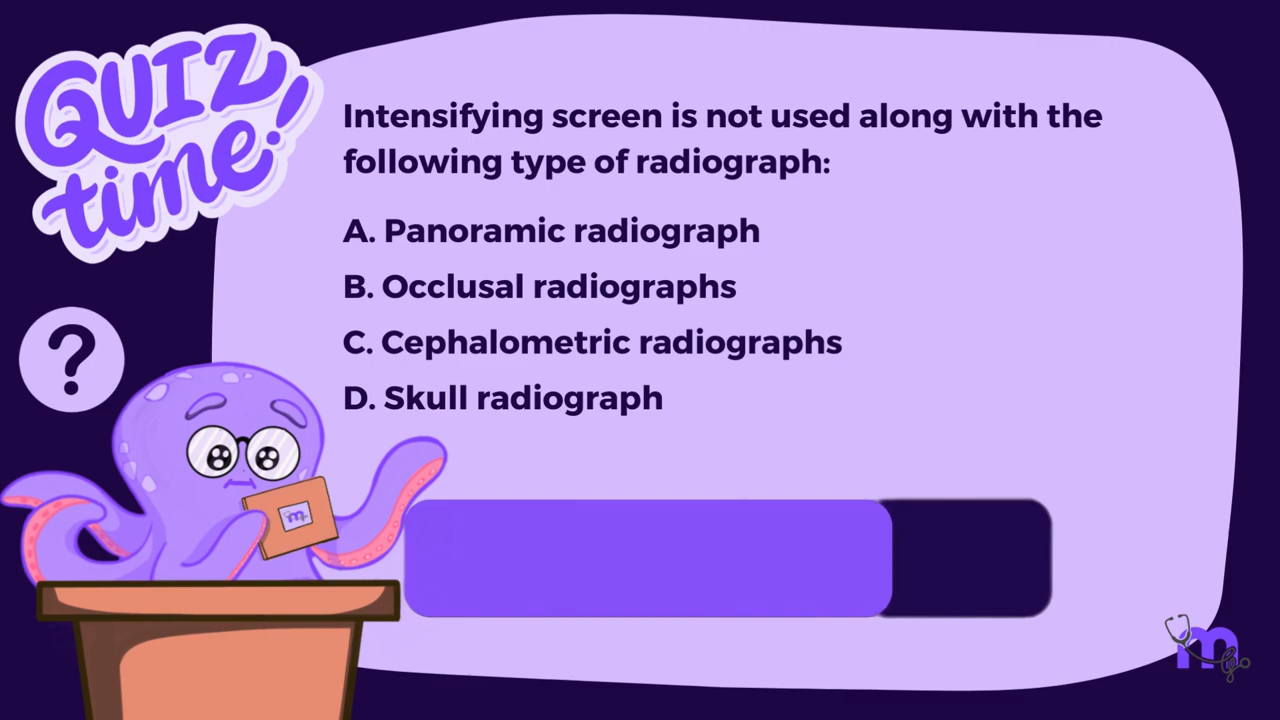 QUIZ
time!
Intensifying screen is not used along with the
following type of radiograph:
A. Panoramic radiograph
B. Occlusal radiographs
C. Cephalometric radiographs
D. Skull radiograph
?
m
m
go